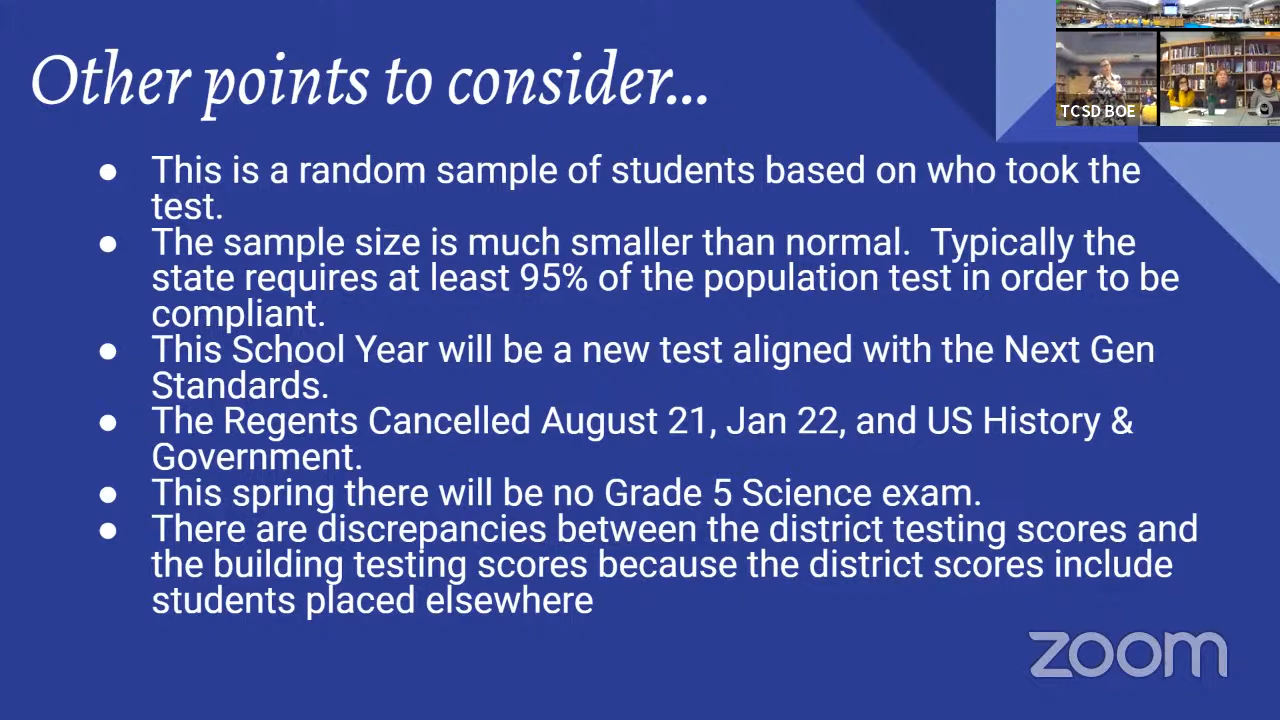 Other points to consider...
TCSD BOE
● This is a random sample of students based on who took the
test.
● The sample size is much smaller than normal.  Typically the
state requires at least 95% of the population test in order to be
compliant.
● This School Year will be a new test aligned with the Next Gen
Standards.
● The Regents Cancelled August 21, Jan 22, and US History &
Government.
● This spring there will be no Grade 5 Science exam.
● There are discrepancies between the district testing scores and
the building testing scores because the district scores include
students placed elsewhere
zoom